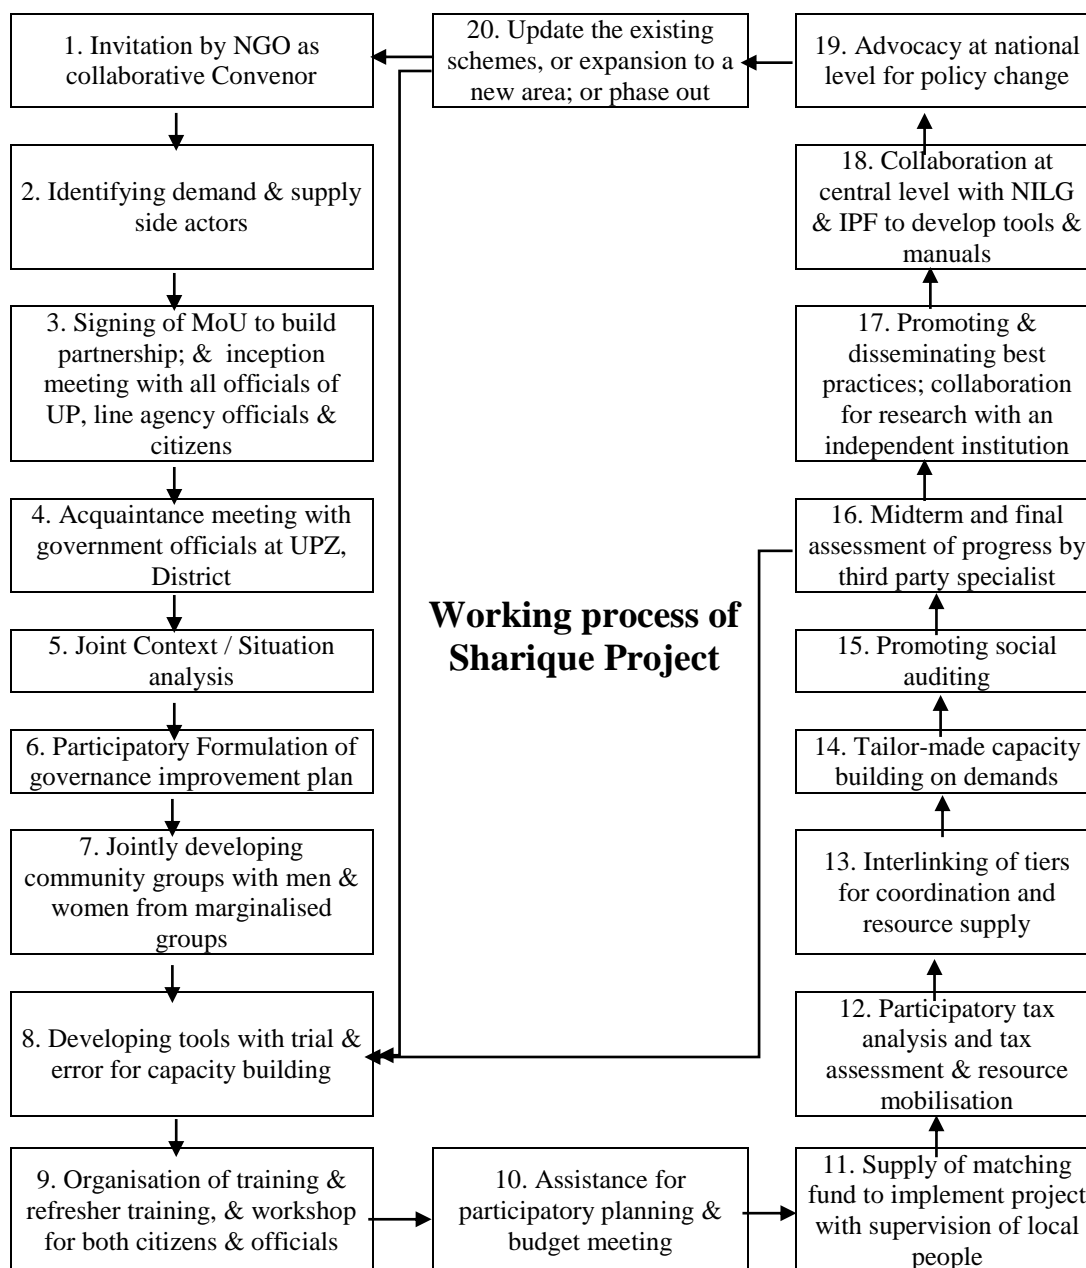 1. Invitation by NGO as
collaborative Convenor
2. Identifying demand & supply
side actors
3. Signing of MoU to build
partnership; & inception
meeting with all officials of
UP, line agency officials &
citizens
4. Acquaintance meeting with
government officials at UPZ,
District
5. Joint Context / Situation
analysis
6. Participatory Formulation of
governance improvement plan
7. Jointly developing
community groups with men &
women from marginalised
groups
8. Developing tools with trial &
error for capacity building
9. Organisation of training &
refresher training, & workshop
for both citizens & officials
10. Assistance for
participatory planning &
budget meeting
11. Supply of matching
fund to implement project
with supervision of local
people
12. Participatory tax
analysis and tax
assessment & resource
mobilisation
13. Interlinking of tiers
for coordination and
resource supply
14. Tailor-made capacity
building on demands
15. Promoting social
auditing
16. Midterm and final
assessment of progress by
third party specialist
17. Promoting &
disseminating best
practices; collaboration
for research with an
independent institution
18. Collaboration at
central level with NILG
& IPF to develop tools &
manuals
19. Advocacy at national
level for policy change
20. Update the existing
schemes, or expansion to a
new area; or phase out
Working process of
Sharique Project